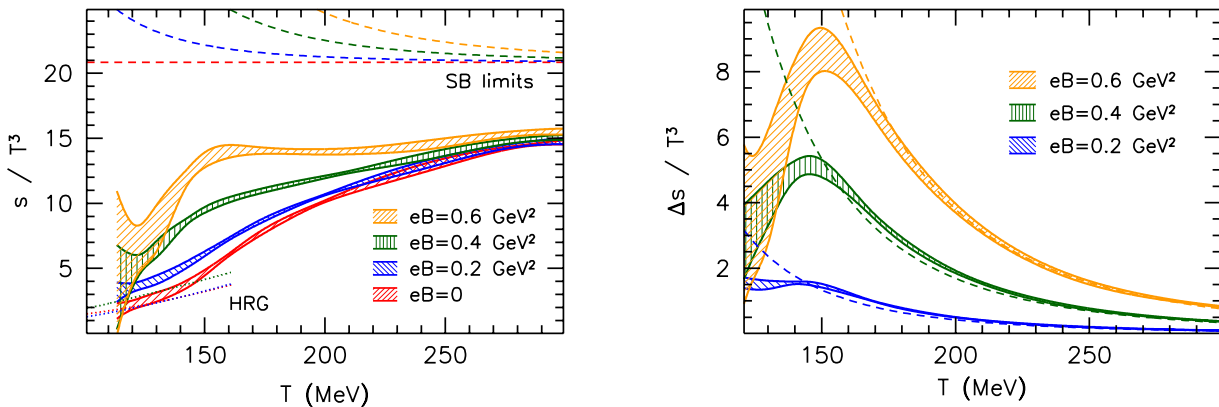 20
15
10
5
s / T³
SB limits
eB=0.6 GeV²
eB=0.4 GeV²
eB=0.2 GeV²
eB=0
HRG
150
200
250
T (MeV)
8
6
4
2
Δs / T³
eB=0.6 GeV²
eB=0.4 GeV²
eB=0.2 GeV²
150
200
250
T (MeV)